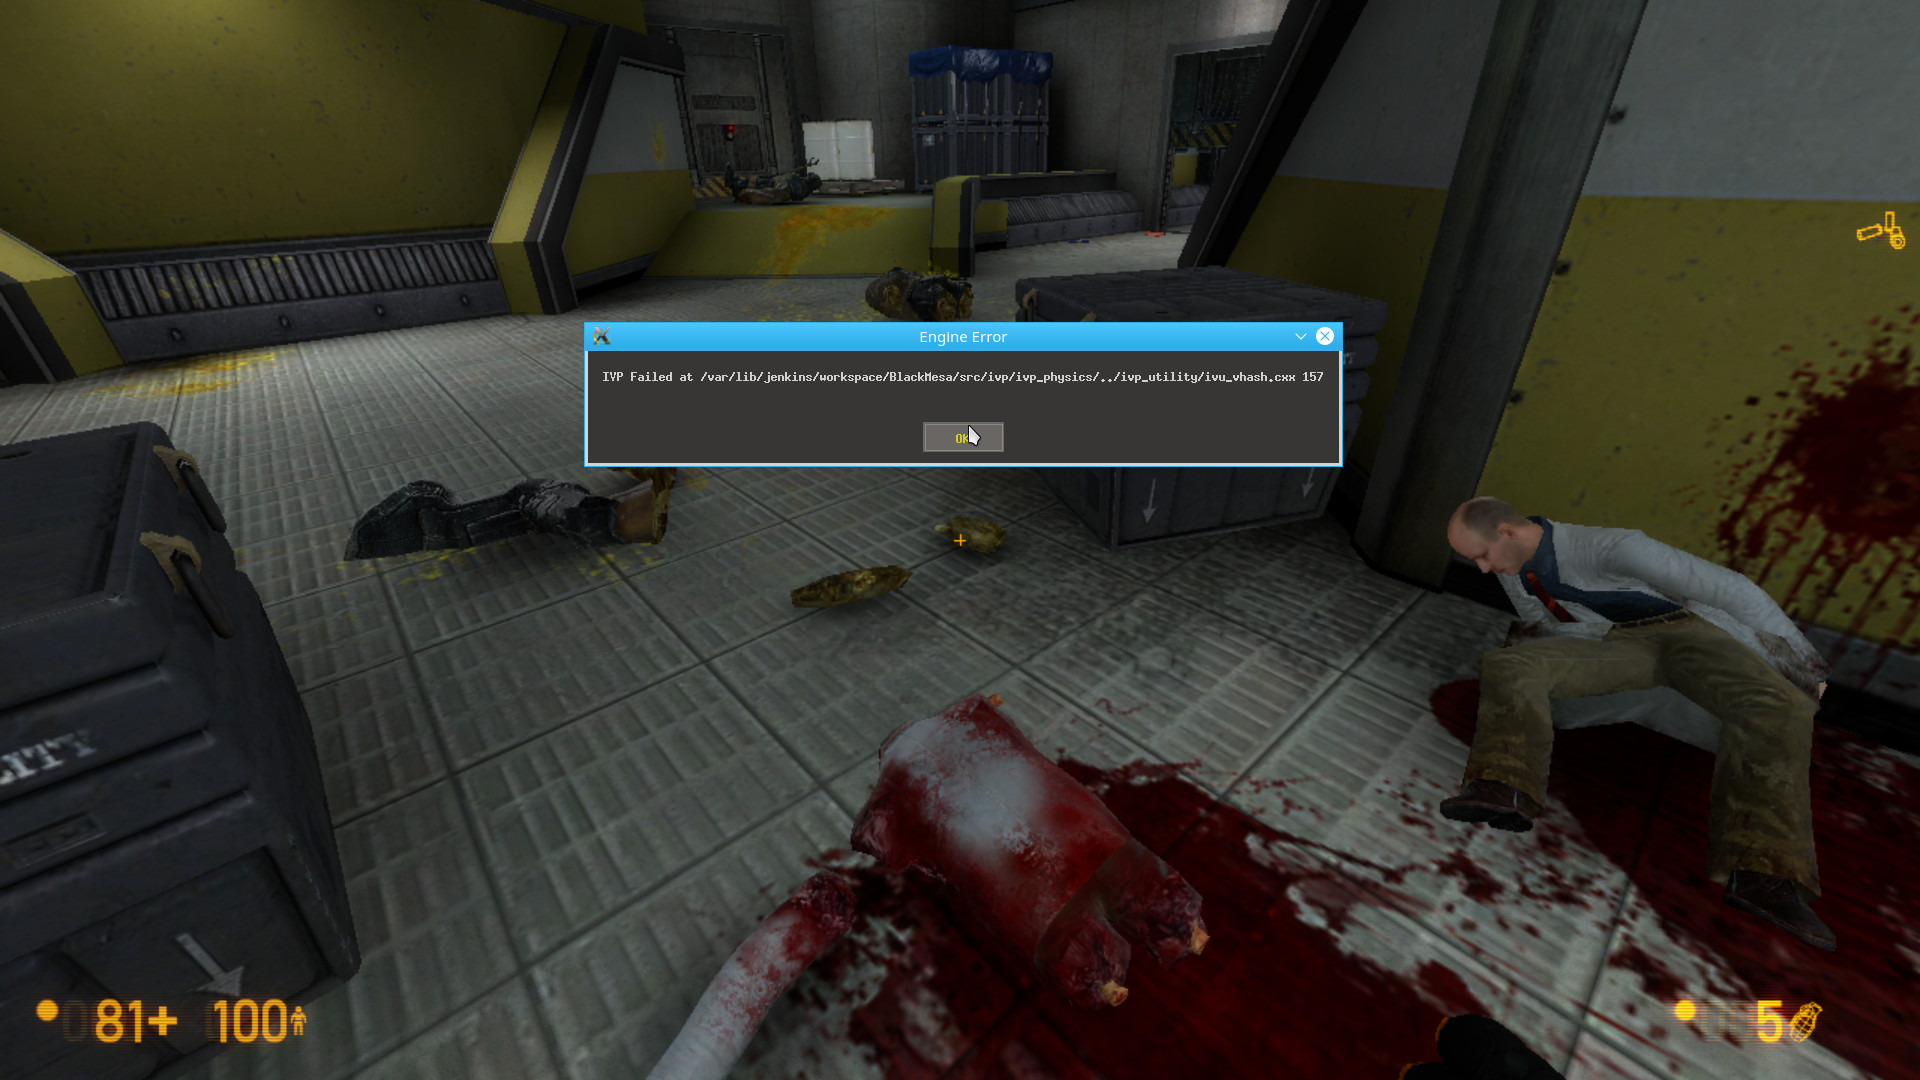 Engine Error
IVP Failed at /var/lib/jenkins/workspace/BlackMesa/src/ivp/ivp_physics/../ivp_utility/ivu_vhash.cxx 157
OK
81+ 100
5